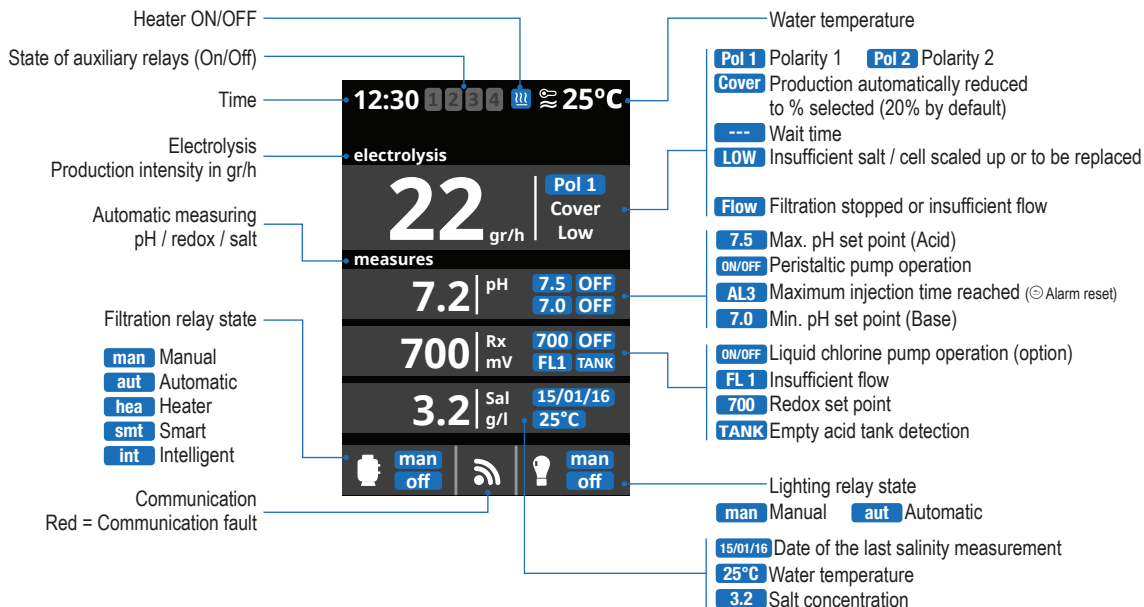 Heater ON/OFF
State of auxiliary relays (On/Off)
Time
Electrolysis
Production intensity in gr/h
Automatic measuring
pH / redox / salt
Filtration relay state
man Manual
aut Automatic
hea Heater
smt Smart
int Intelligent
Communication
Red = Communication fault
12:30 1 2 3 4 25ºC
electrolysis
22 gr/h
Pol 1
Cover
Low
measures
7.2 pH 7.5 OFF
7.0 OFF
700 Rx 700 OFF
mV FL1 TANK
3.2 Sal 15/01/16
g/l 25°C
man man
off off
Water temperature
Pol 1 Polarity 1 Pol 2 Polarity 2
Cover Production automatically reduced
to % selected (20% by default)
--- Wait time
LOW Insufficient salt / cell scaled up or to be replaced
Flow Filtration stopped or insufficient flow
7.5 Max. pH set point (Acid)
ON/OFF Peristaltic pump operation
AL3 Maximum injection time reached (Alarm reset)
7.0 Min. pH set point (Base)
ON/OFF Liquid chlorine pump operation (option)
FL 1 Insufficient flow
700 Redox set point
TANK Empty acid tank detection
Lighting relay state
man Manual aut Automatic
15/01/16 Date of the last salinity measurement
25°C Water temperature
3.2 Salt concentration